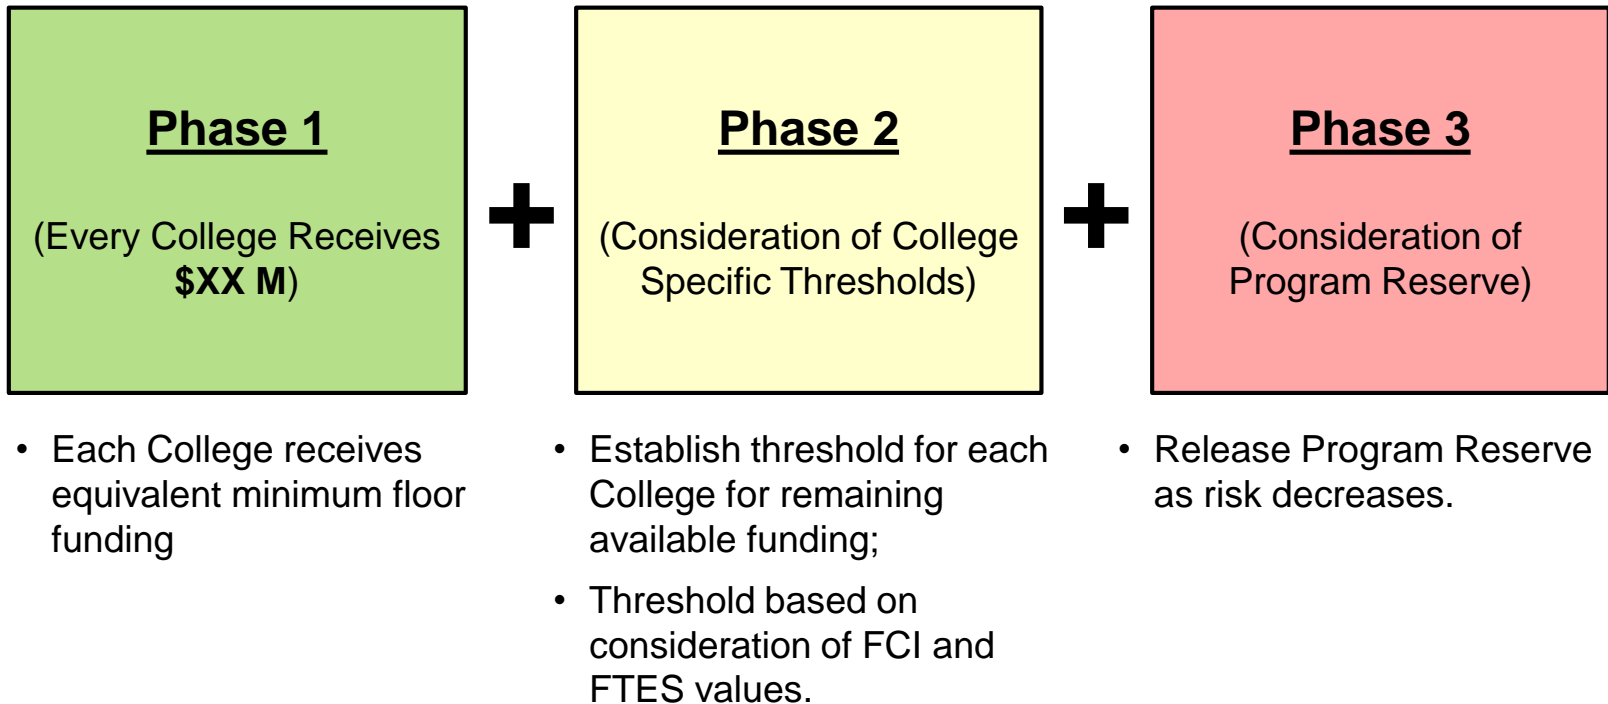 Phase 1
(Every College Receives
$XX M)
+
Phase 2
(Consideration of College
Specific Thresholds)
+
Phase 3
(Consideration of
Program Reserve)
• Each College receives
equivalent minimum floor
funding
• Establish threshold for each
College for remaining
available funding;
• Threshold based on
consideration of FCI and
FTES values.
• Release Program Reserve
as risk decreases.